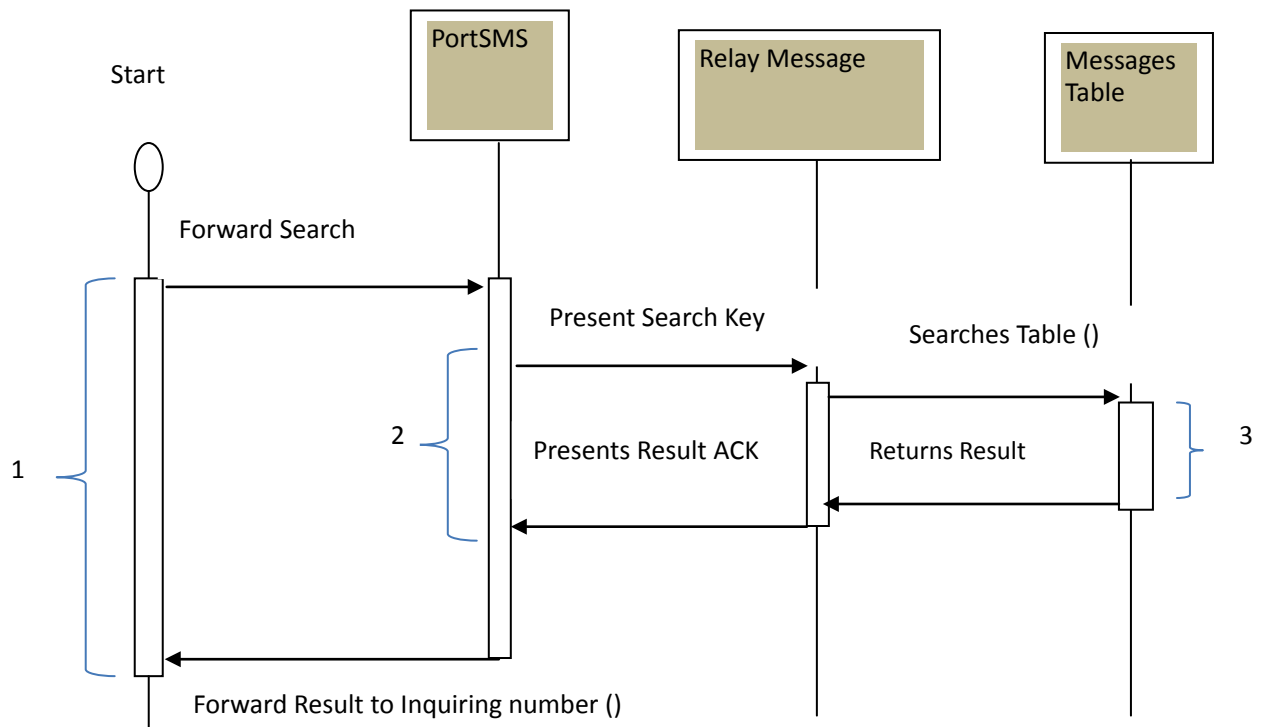 PortSMS
Relay Message
Messages
Table
Start
Forward Search
Present Search Key
Searches Table ()
2
Presents Result ACK
Returns Result
3
1
Forward Result to Inquiring number ()